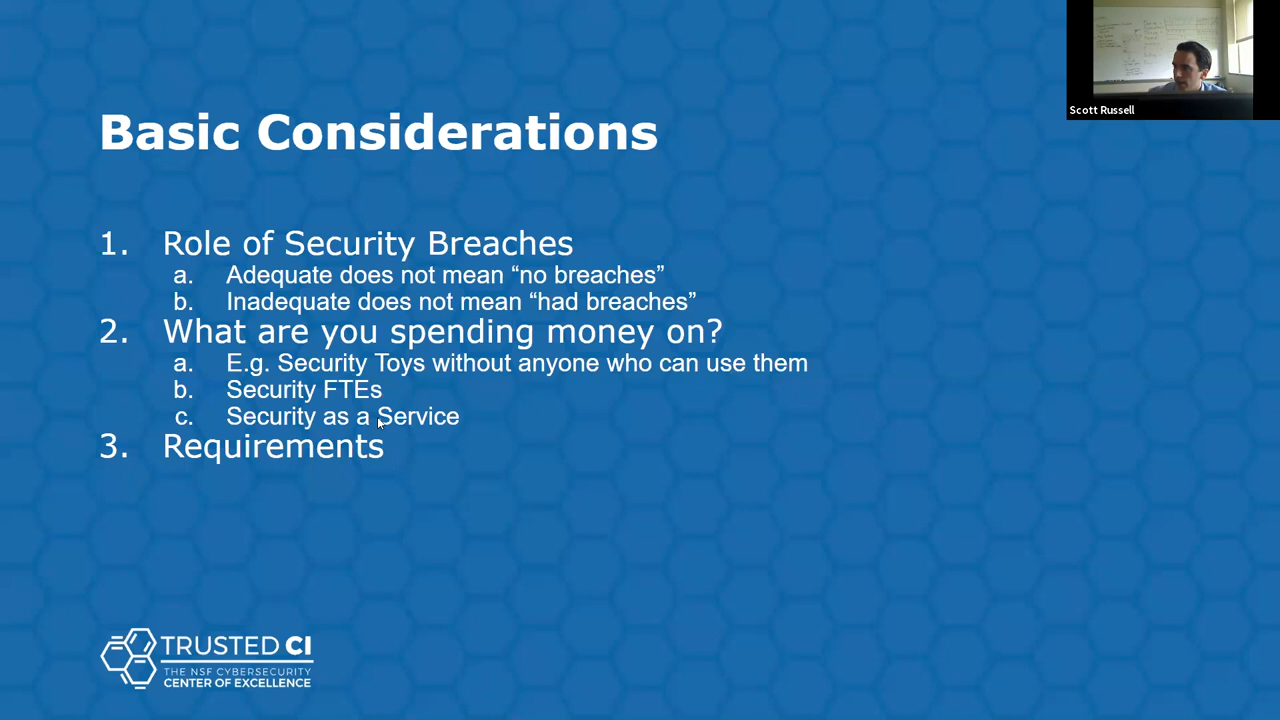 Scott Russell
Basic Considerations
1. Role of Security Breaches
a. Adequate does not mean “no breaches”
b. Inadequate does not mean “had breaches”
2. What are you spending money on?
a. E.g. Security Toys without anyone who can use them
b. Security FTEs
c. Security as a Service
3. Requirements
TRUSTED CI
THE NSF CYBERSECURITY
CENTER OF EXCELLENCE